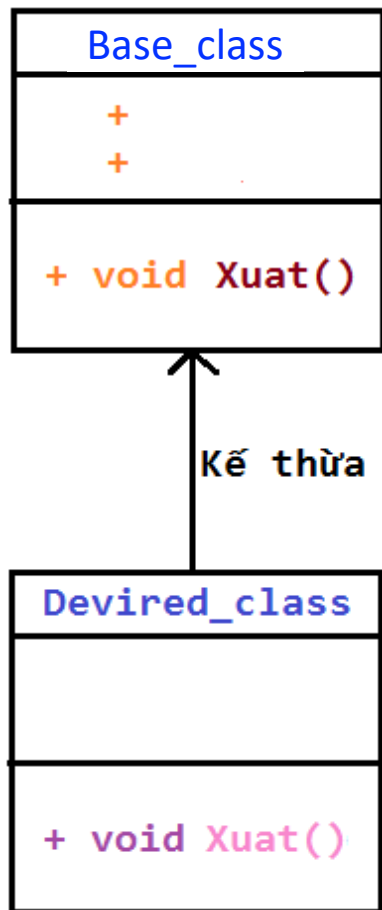 Base_class
+
+
+ void Xuat()
Kế thừa
Devired_class
+ void Xuat()